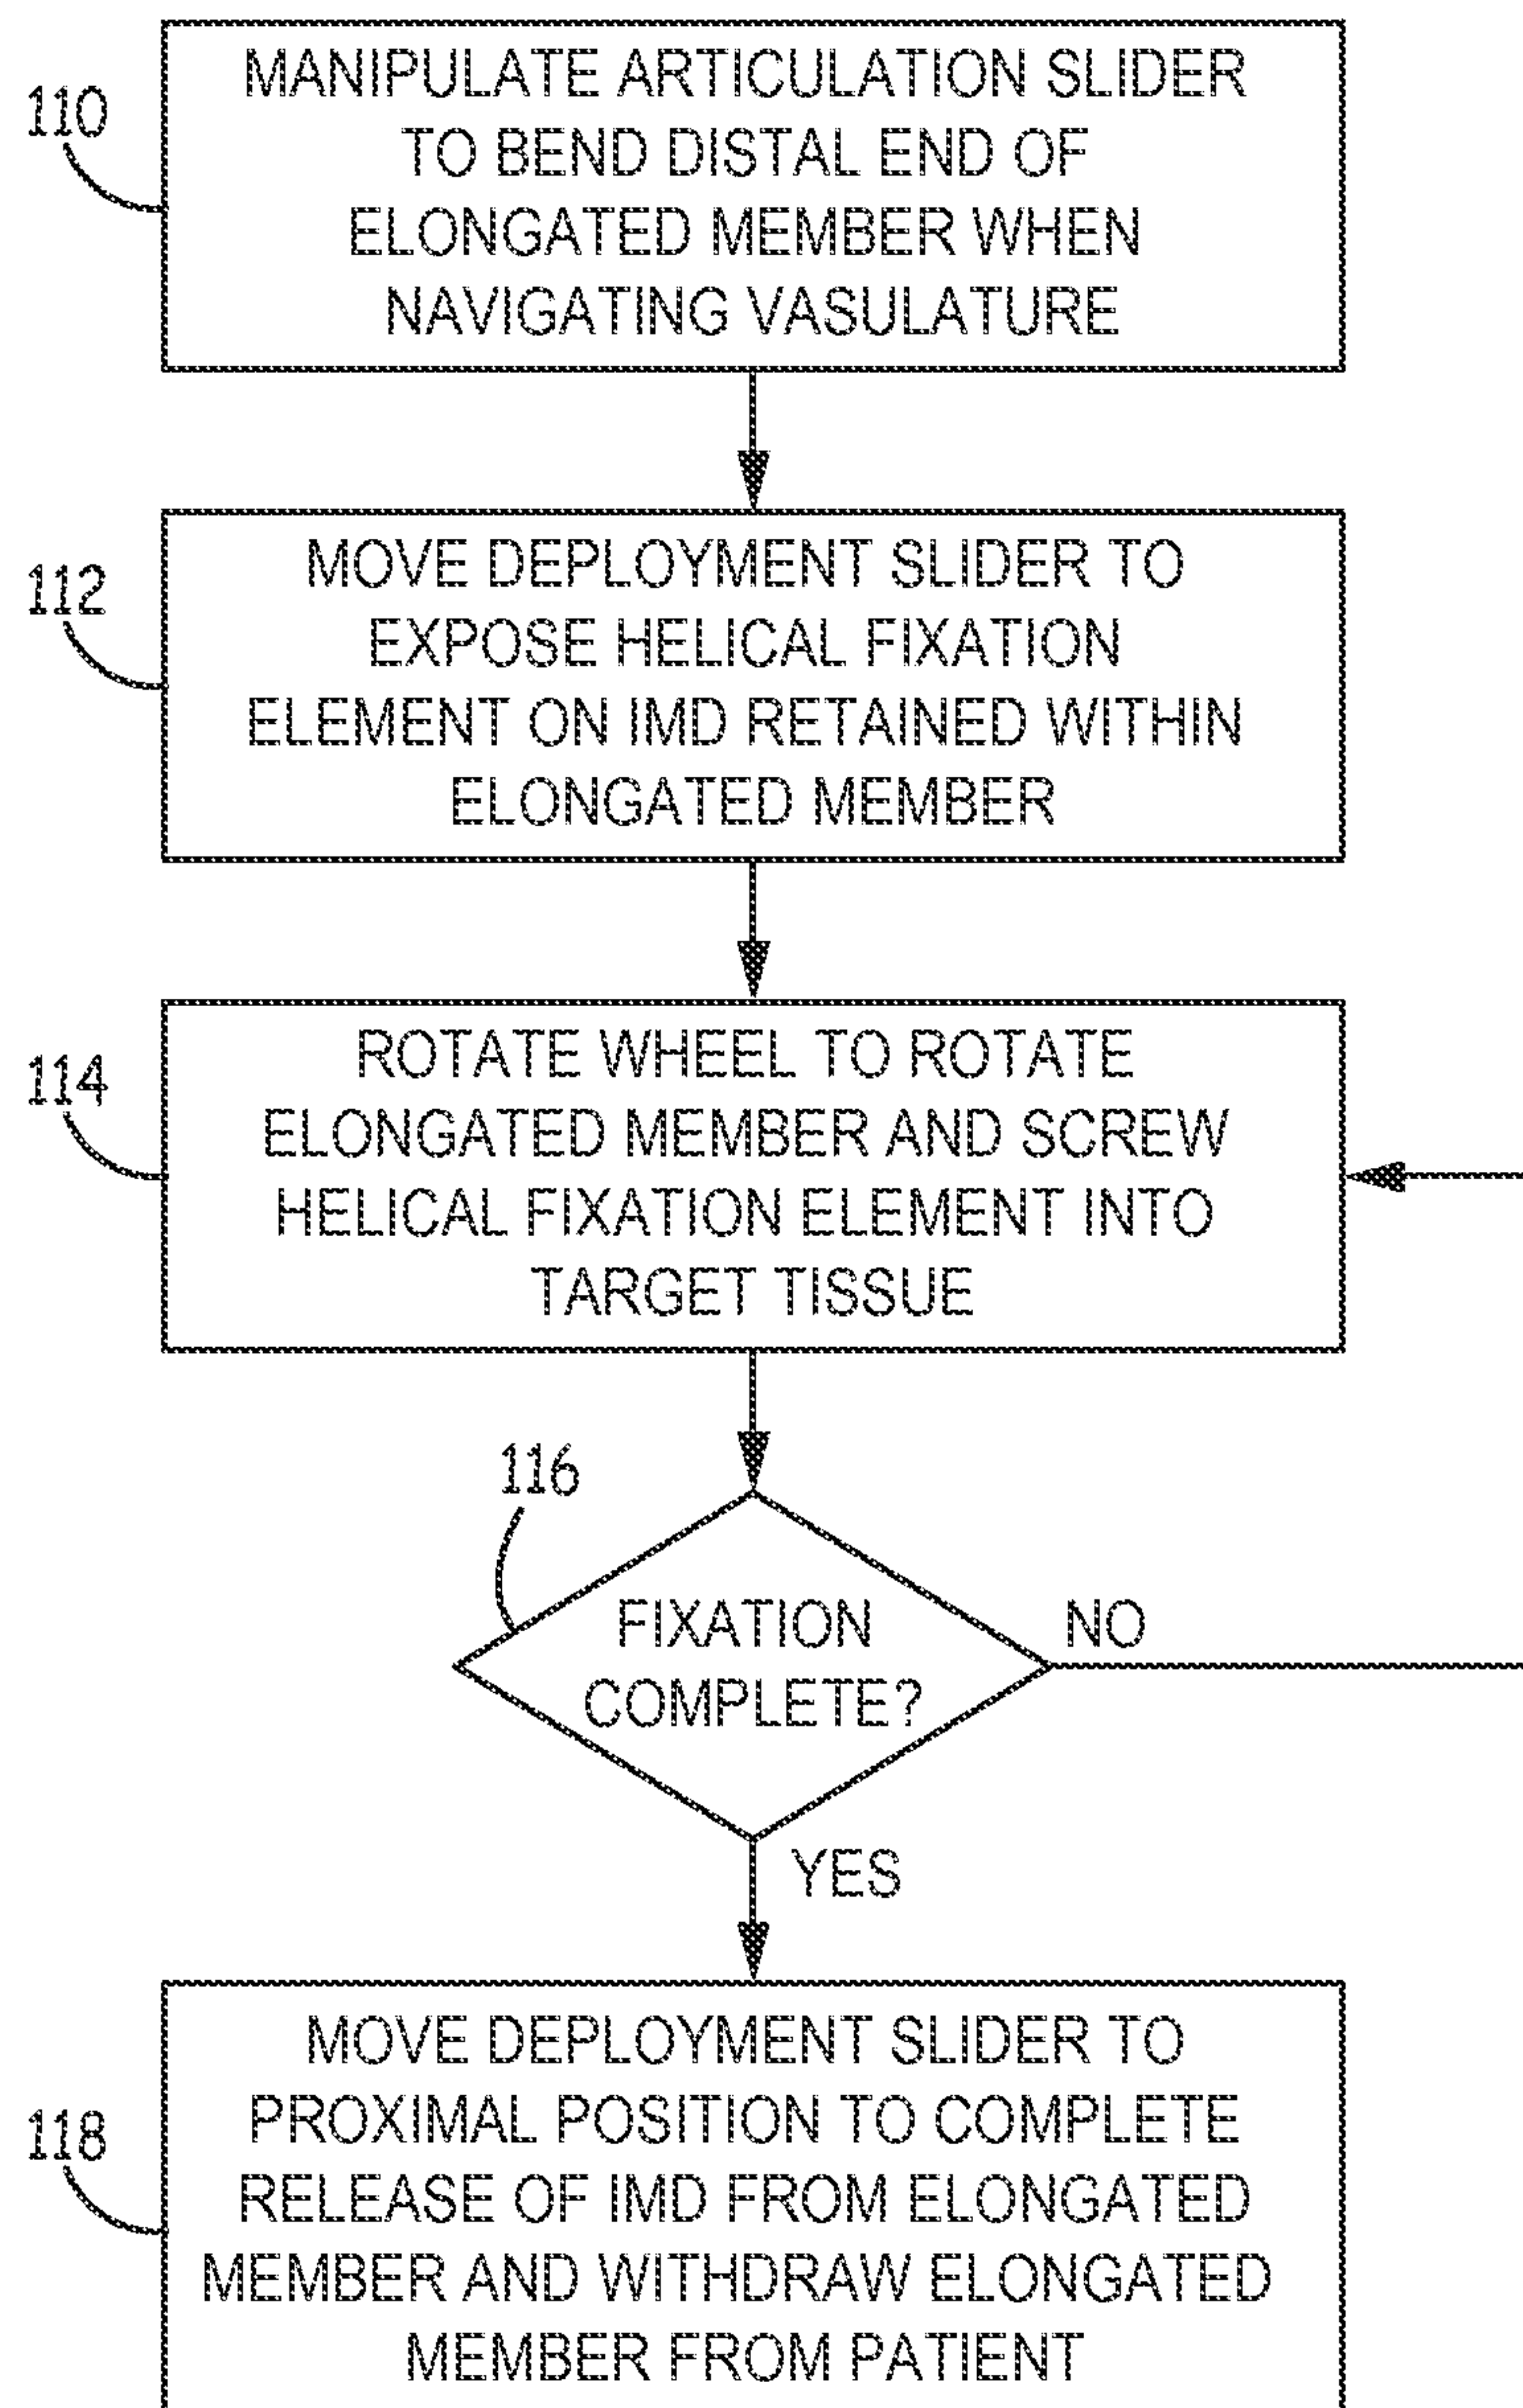 110
MANIPULATE ARTICULATION SLIDER
TO BEND DISTAL END OF
ELONGATED MEMBER WHEN
NAVIGATING VASULATURE
112
MOVE DEPLOYMENT SLIDER TO
EXPOSE HELICAL FIXATION
ELEMENT ON IMD RETAINED WITHIN
ELONGATED MEMBER
114
ROTATE WHEEL TO ROTATE
ELONGATED MEMBER AND SCREW
HELICAL FIXATION ELEMENT INTO
TARGET TISSUE
116
FIXATION
COMPLETE?
NO
YES
118
MOVE DEPLOYMENT SLIDER TO
PROXIMAL POSITION TO COMPLETE
RELEASE OF IMD FROM ELONGATED
MEMBER AND WITHDRAW ELONGATED
MEMBER FROM PATIENT